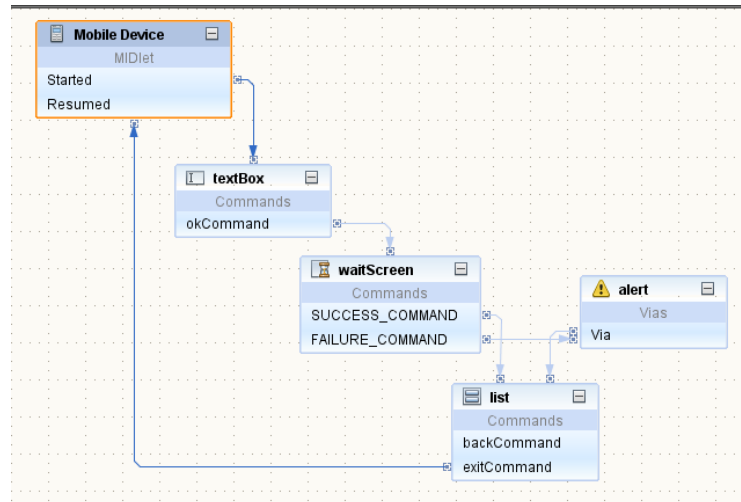 Mobile Device
MIDlet
Started
Resumed
textBox
Commands
okCommand
waitScreen
Commands
SUCCESS_COMMAND
FAILURE_COMMAND
alert
Vias
Via
list
Commands
backCommand
exitCommand